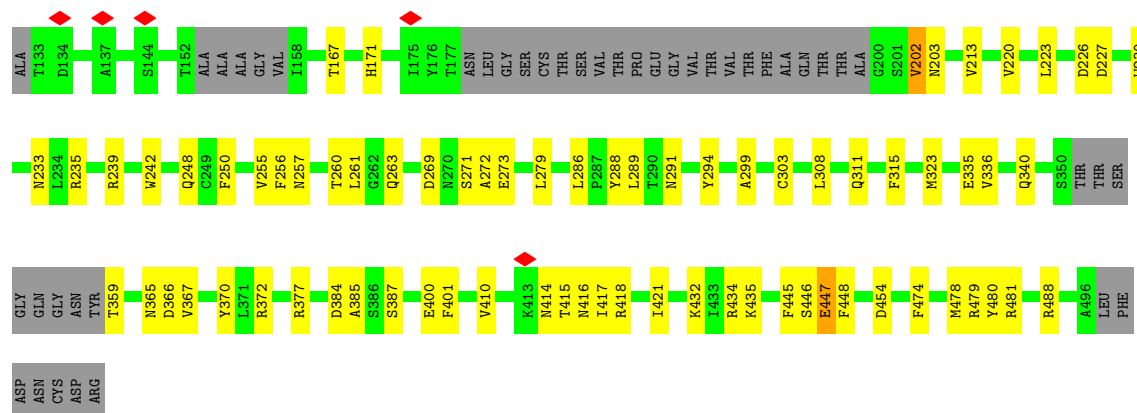 ALA T133 D134 A137 S144 T152 ALA ALA ALA GLY VAL I158 T167 H171 I175 Y176 T177 ASN LEU GLY SER CYS THR SER VAL THR PRO GLU GLY VAL THR VAL THR PHE ALA GLN THR THR ALA G200 S201 V202 N203 V213 V220 L223 D226 D227
N233 L234 R235 R239 W242 Q248 C249 F250 V255 F256 N257 T260 L261 G262 Q263 D269 N270 S271 A272 E273 L279 L286 P287 Y288 L289 T290 N291 Y294 A299 C303 L308 Q311 F315 M323 E335 V336 Q340 S350 THR THR SER
GLY GLN GLY ASN TYR T359 N365 D366 V367 Y370 L371 R372 R377 D384 A385 S386 S387 E400 F401 V410 K413 N414 T415 N416 I417 R418 I421 K432 I433 R434 K435 F445 S446 E447 F448 D454 F474 M478 R479 Y480 R481 R488 A496 LEU PHE
ASP ASN CYS ASP ARG